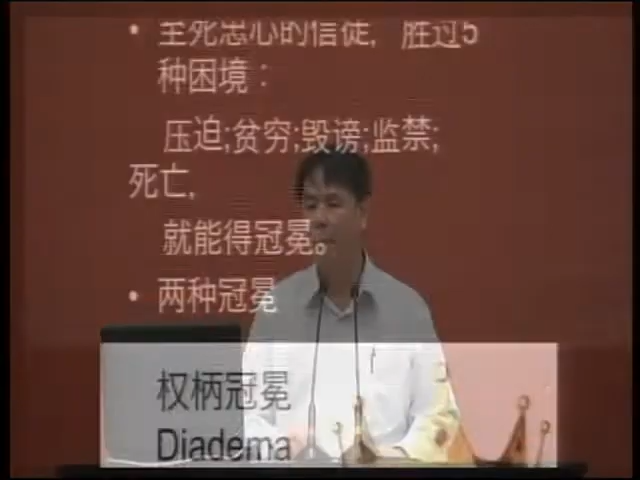 • 至死忠心的信徒，胜过5
种困境：
压迫;贫穷;毁谤;监禁;
死亡,
就能得冠冕。
• 两种冠冕
权柄冠冕
Diadema